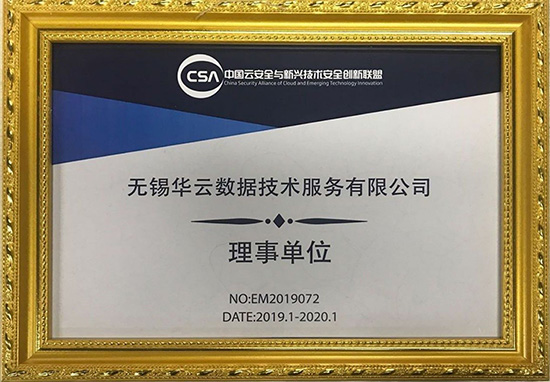 CSA 中国云安全与新兴技术安全创新联盟
China Security Alliance of Cloud and Emerging Technology Innovation
无锡华云数据技术服务有限公司
理事单位
NO:EM2019072
DATE:2019.1-2020.1